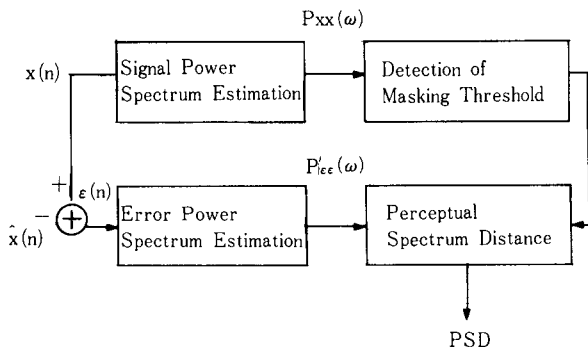 Pxx(ω)
x(n)
Signal Power
Spectrum Estimation
Detection of
Masking Threshold
P'εε(ω)
+
ε(n)
−
+
x̂(n)
Error Power
Spectrum Estimation
Perceptual
Spectrum Distance
PSD